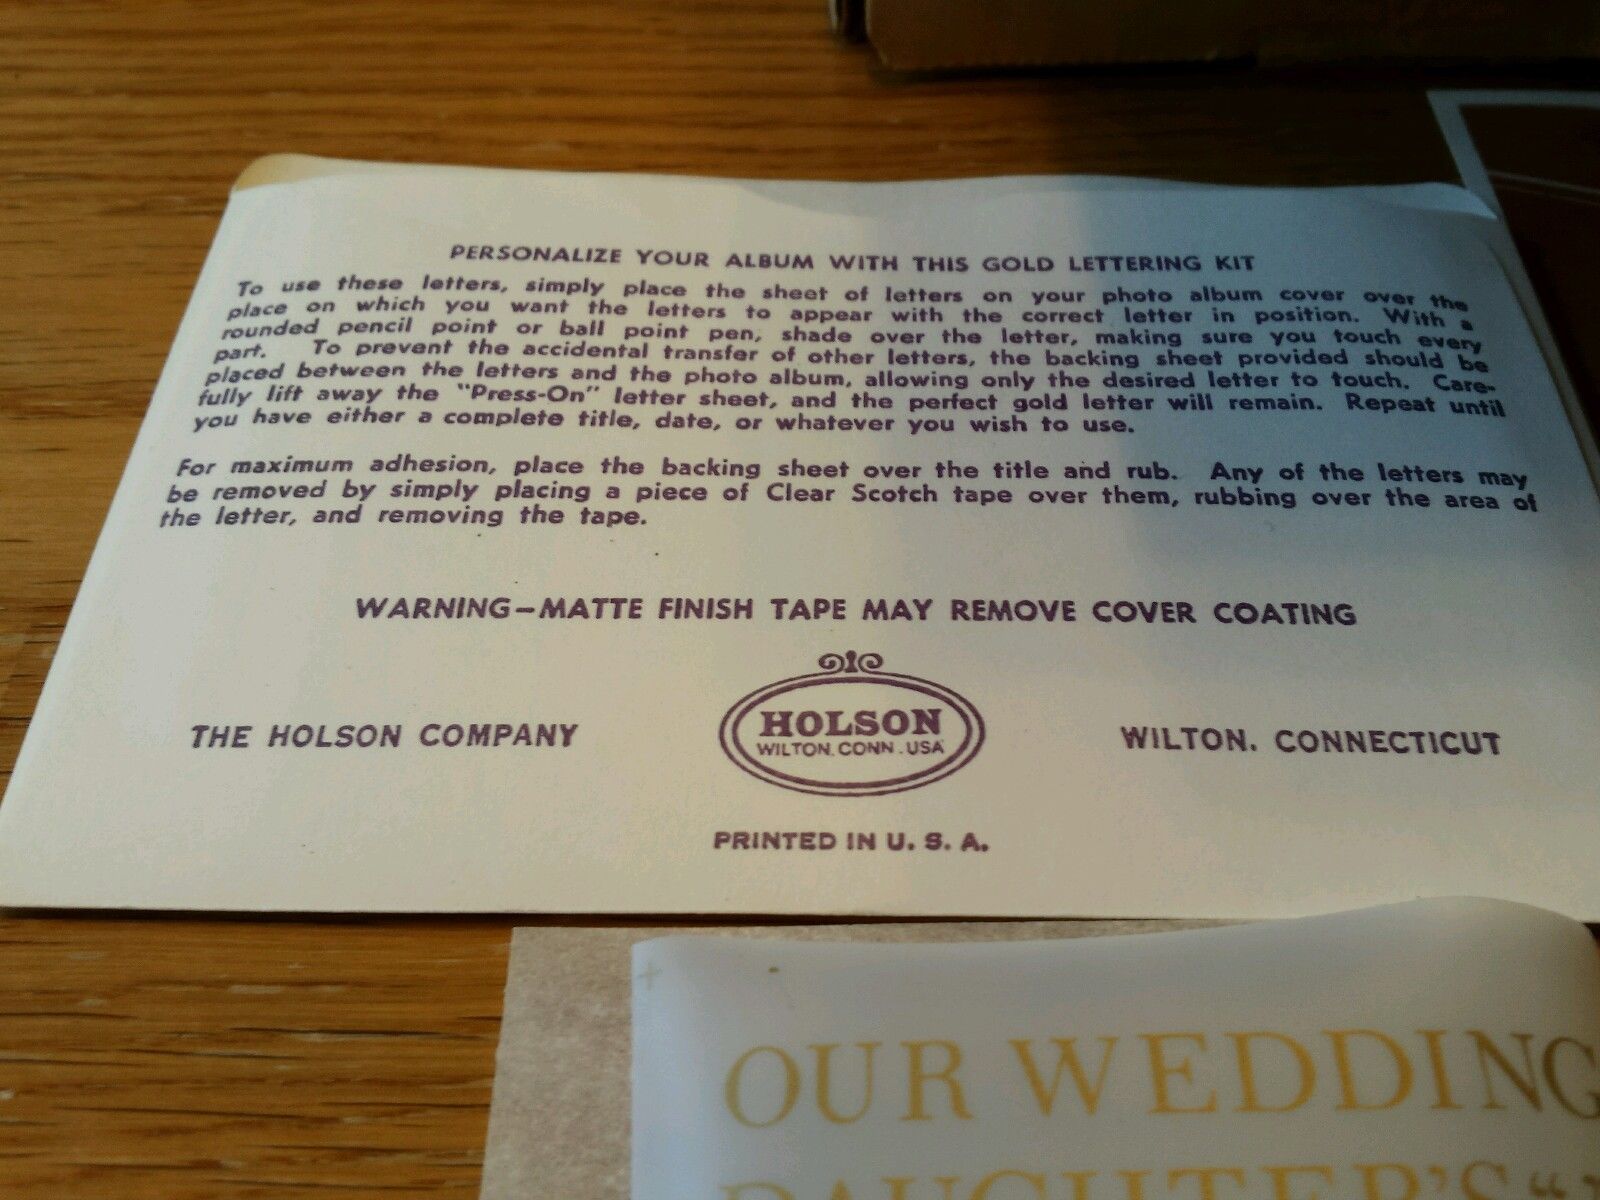 PERSONALIZE YOUR ALBUM WITH THIS GOLD LETTERING KIT
To use these letters, simply place the sheet of letters on your photo album cover over the
place on which you want the letters to appear with the correct letter in position. With a
rounded pencil point or ball point pen, shade over the letter, making sure you touch every
part. To prevent the accidental transfer of other letters, the backing sheet provided should be
placed between the letters and the photo album, allowing only the desired letter to touch. Care-
fully lift away the "Press-On" letter sheet, and the perfect gold letter will remain. Repeat until
you have either a complete title, date, or whatever you wish to use.
For maximum adhesion, place the backing sheet over the title and rub. Any of the letters may
be removed by simply placing a piece of Clear Scotch tape over them, rubbing over the area of
the letter, and removing the tape.
WARNING—MATTE FINISH TAPE MAY REMOVE COVER COATING
THE HOLSON COMPANY
HOLSON
WILTON. CONN. USA
WILTON. CONNECTICUT
PRINTED IN U. S. A.
OUR WEDDING
DAUGHTER'S "